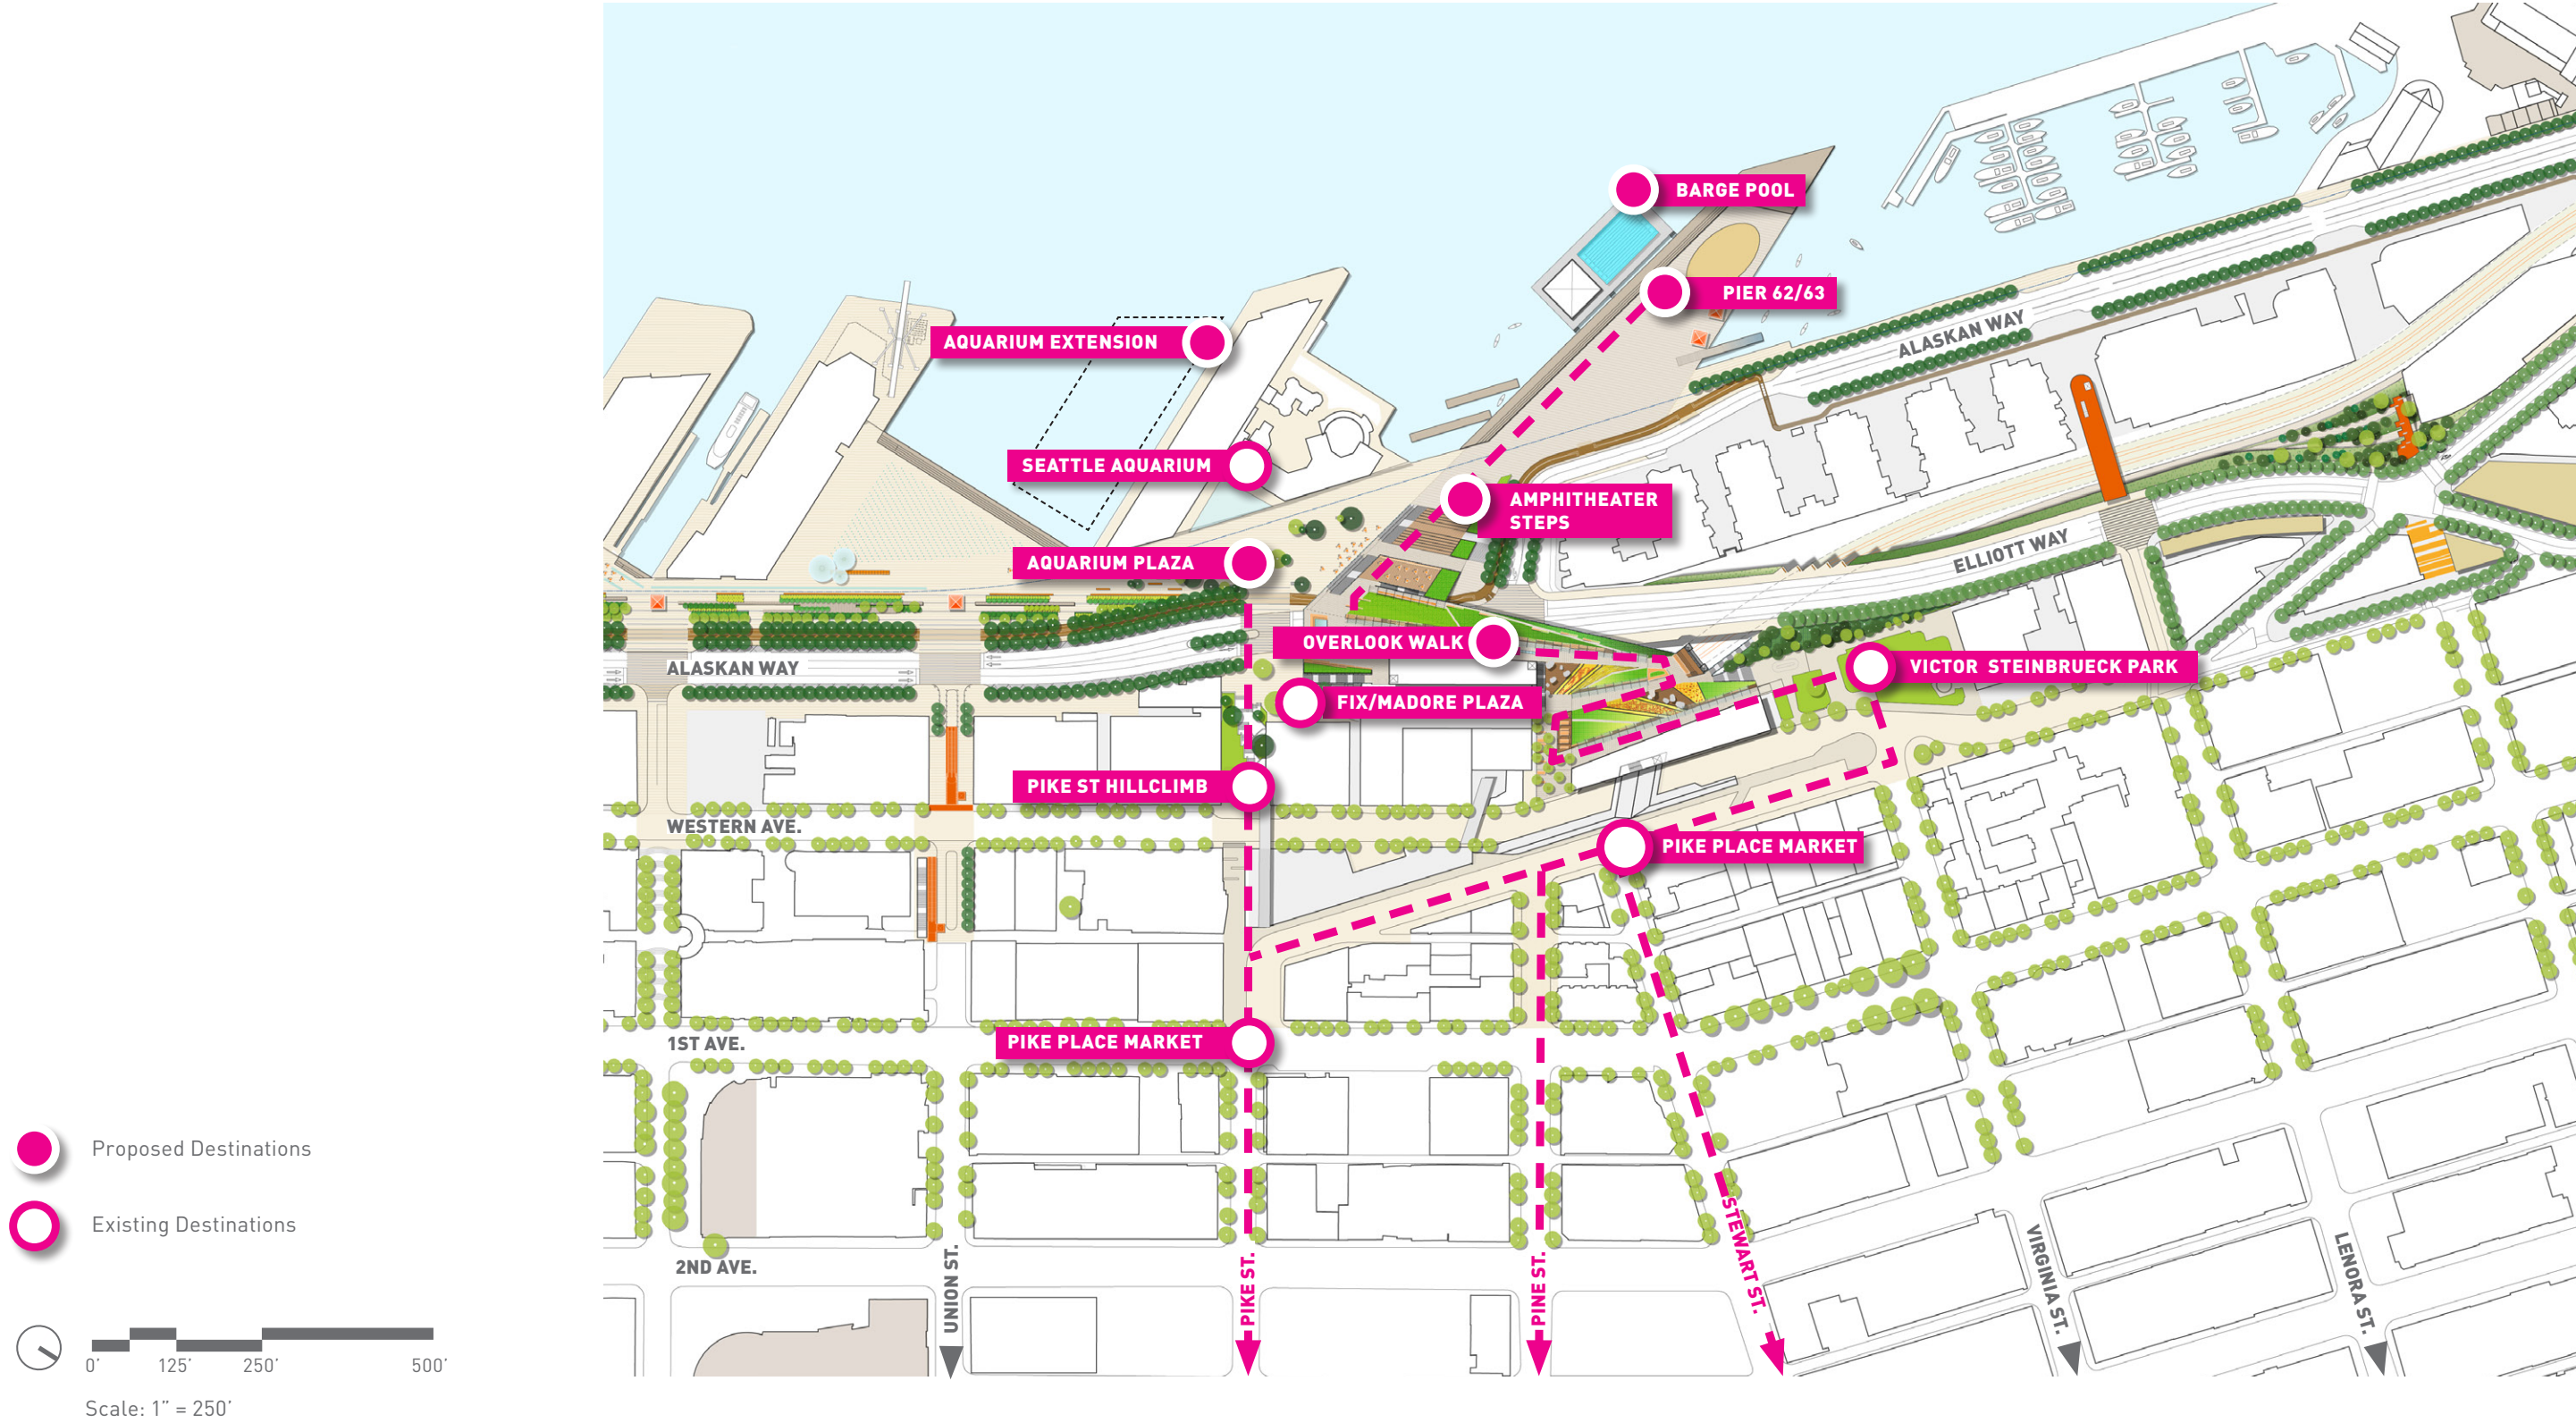 BARGE POOL
PIER 62/63
AQUARIUM EXTENSION
ALASKAN WAY
SEATTLE AQUARIUM
AMPHITHEATER
STEPS
AQUARIUM PLAZA
ELLIOTT WAY
OVERLOOK WALK
ALASKAN WAY
VICTOR STEINBRUECK PARK
FIX/MADORE PLAZA
PIKE ST HILLCLIMB
WESTERN AVE.
PIKE PLACE MARKET
1ST AVE.
PIKE PLACE MARKET
Proposed Destinations
Existing Destinations
2ND AVE.
UNION ST.
PIKE ST.
PINE ST.
STEWART ST.
VIRGINIA ST.
LENORA ST.
0' 125' 250' 500'
Scale: 1" = 250'